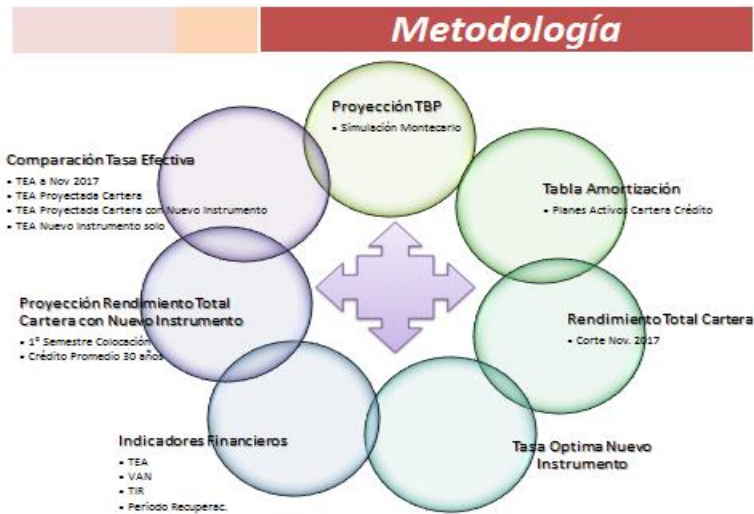 Metodología
Proyección TBP
• Simulación Montecarlo
Tabla Amortización
• Planes Activos Cartera Crédito
Rendimiento Total Cartera
• Corte Nov. 2017
Tasa Optima Nuevo
Instrumento
Indicadores Financieros
• TEA
• VAN
• TIR
• Período Recuperac.
Proyección Rendimiento Total
Cartera con Nuevo Instrumento
• 1º Semestre Colocación
• Crédito Promedio 30 años
Comparación Tasa Efectiva
• TEA a Nov 2017
• TEA Proyectada Cartera
• TEA Proyectada Cartera con Nuevo Instrumento
• TEA Nuevo Instrumento solo